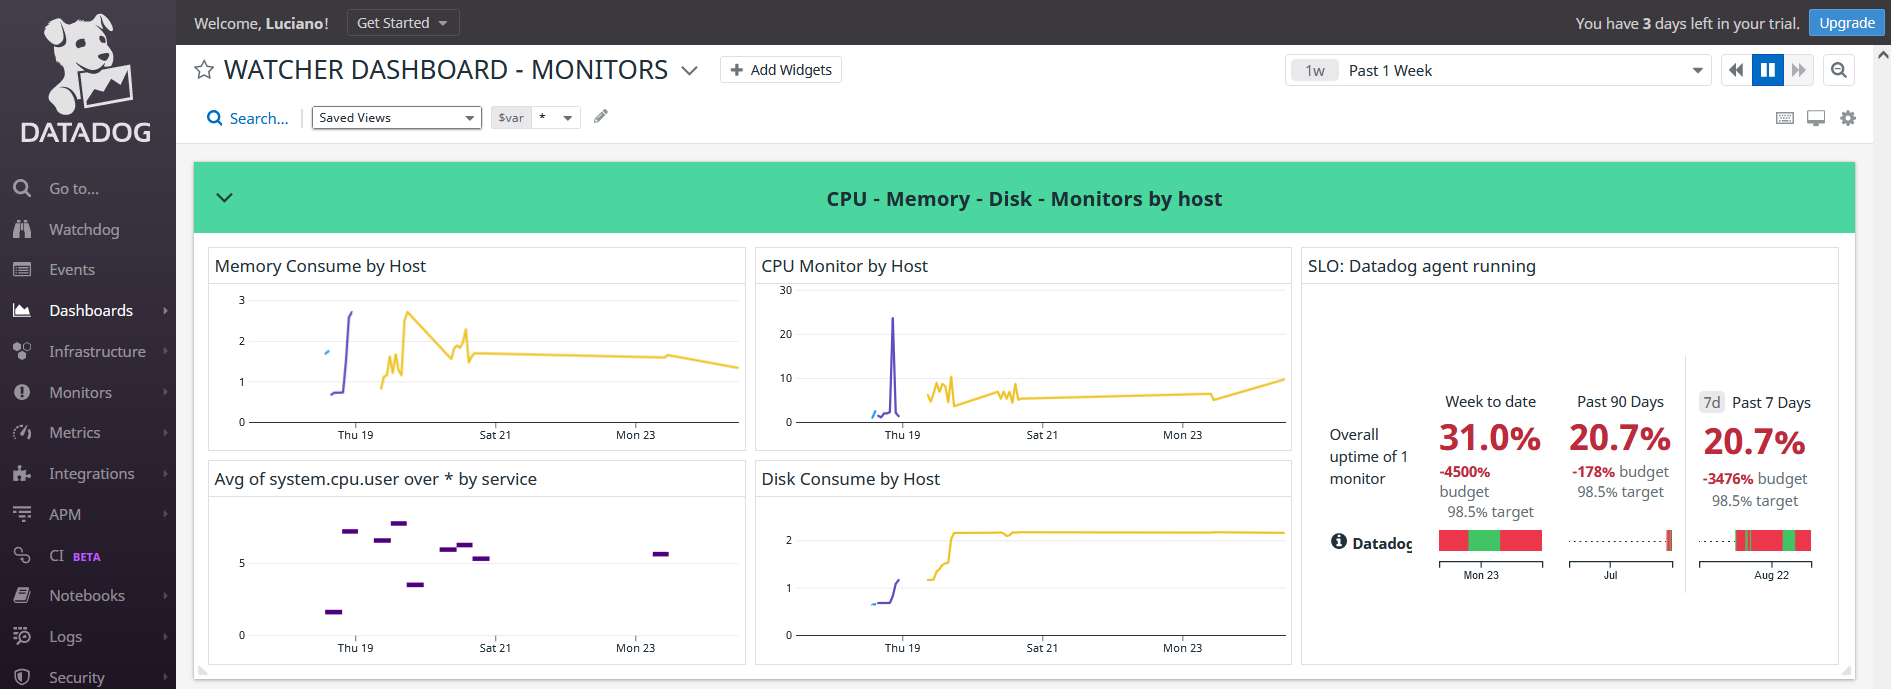 DATADOG
Go to...
Watchdog
Events
Dashboards
Infrastructure
Monitors
Metrics
Integrations
APM
CI BETA
Notebooks
Logs
Security
Welcome, Luciano!
Get Started
You have 3 days left in your trial.
Upgrade
WATCHER DASHBOARD - MONITORS
+ Add Widgets
1w Past 1 Week
Search...
Saved Views
$var *
CPU - Memory - Disk - Monitors by host
Memory Consume by Host
3
2
1
0
Thu 19 Sat 21 Mon 23
CPU Monitor by Host
30
20
10
0
Thu 19 Sat 21 Mon 23
SLO: Datadog agent running
Week to date Past 90 Days 7d Past 7 Days
Overall
uptime of 1
monitor
31.0%
-4500%
budget
98.5% target
20.7%
-178% budget
98.5% target
20.7%
-3476% budget
98.5% target
Datadog
Mon 23 Jul Aug 22
Avg of system.cpu.user over * by service
5
0
Thu 19 Sat 21 Mon 23
Disk Consume by Host
2
1
0
Thu 19 Sat 21 Mon 23